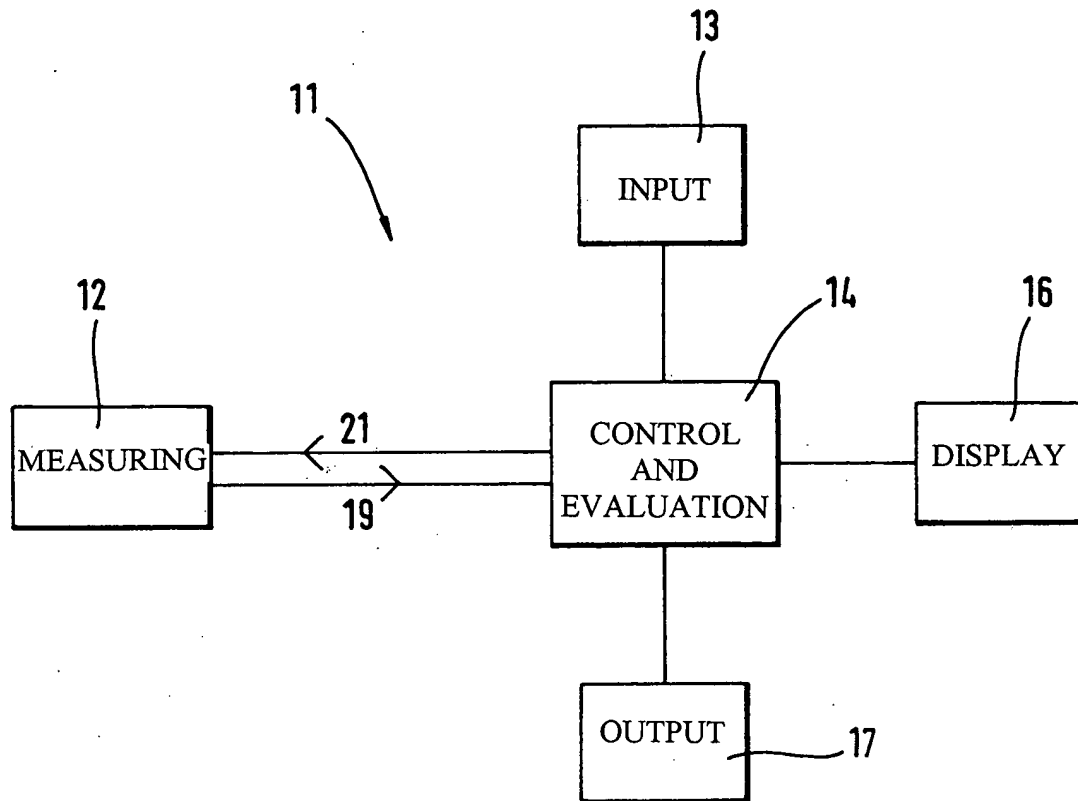 13
11
INPUT
12
14
16
21
MEASURING
CONTROL
AND
EVALUATION
DISPLAY
19
OUTPUT
17